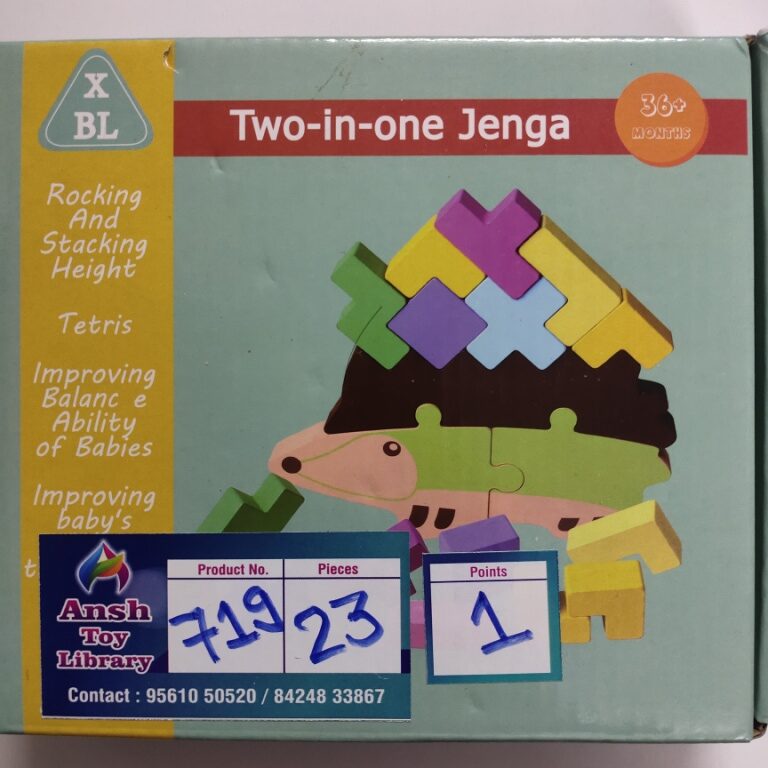 X
BL
Two-in-one Jenga
36+
MONTHS
Rocking
And
Stacking
Height
Tetris
Improving
Balanc e
Ability
of Babies
Improving
baby's
Ansh
Toy
Library
Product No.
Pieces
719
23
Points
1
Contact : 95610 50520 / 84248 33867